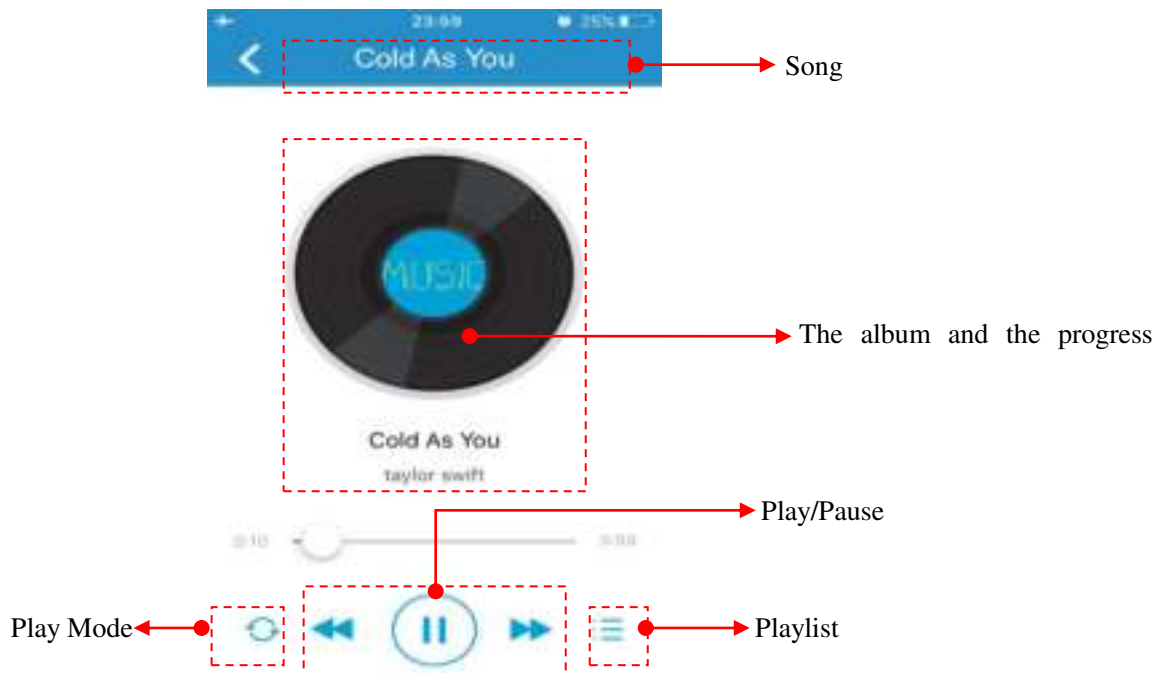 23:59 25%
Cold As You
Song
MUSIC
The album and the progress
Cold As You
taylor swift
Play/Pause
0:10 3:59
Play Mode
Playlist